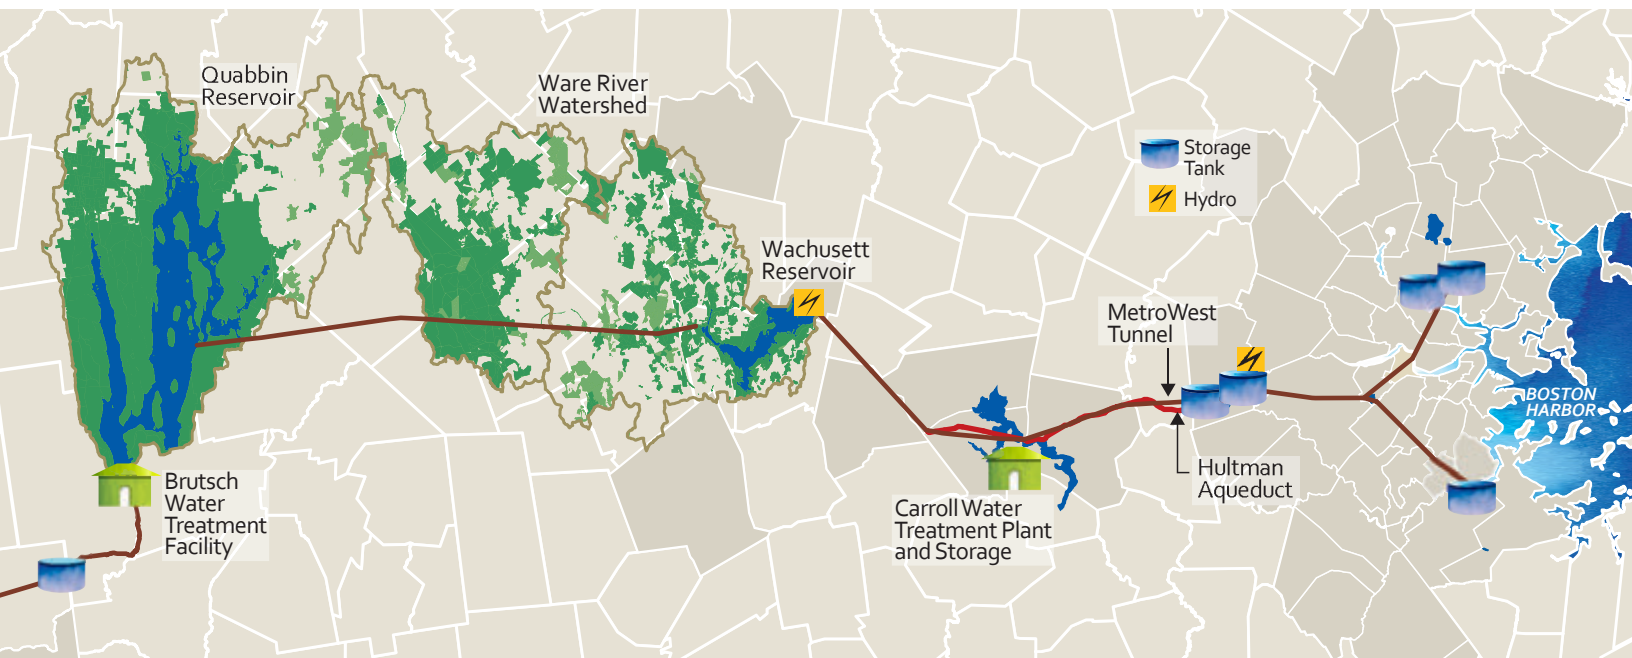 Quabbin
Reservoir
Ware River
Watershed
Storage
Tank
Hydro
Wachusett
Reservoir
MetroWest
Tunnel
BOSTON
HARBOR
Hultman
Aqueduct
Brutsch
Water
Treatment
Facility
Carroll Water
Treatment Plant
and Storage